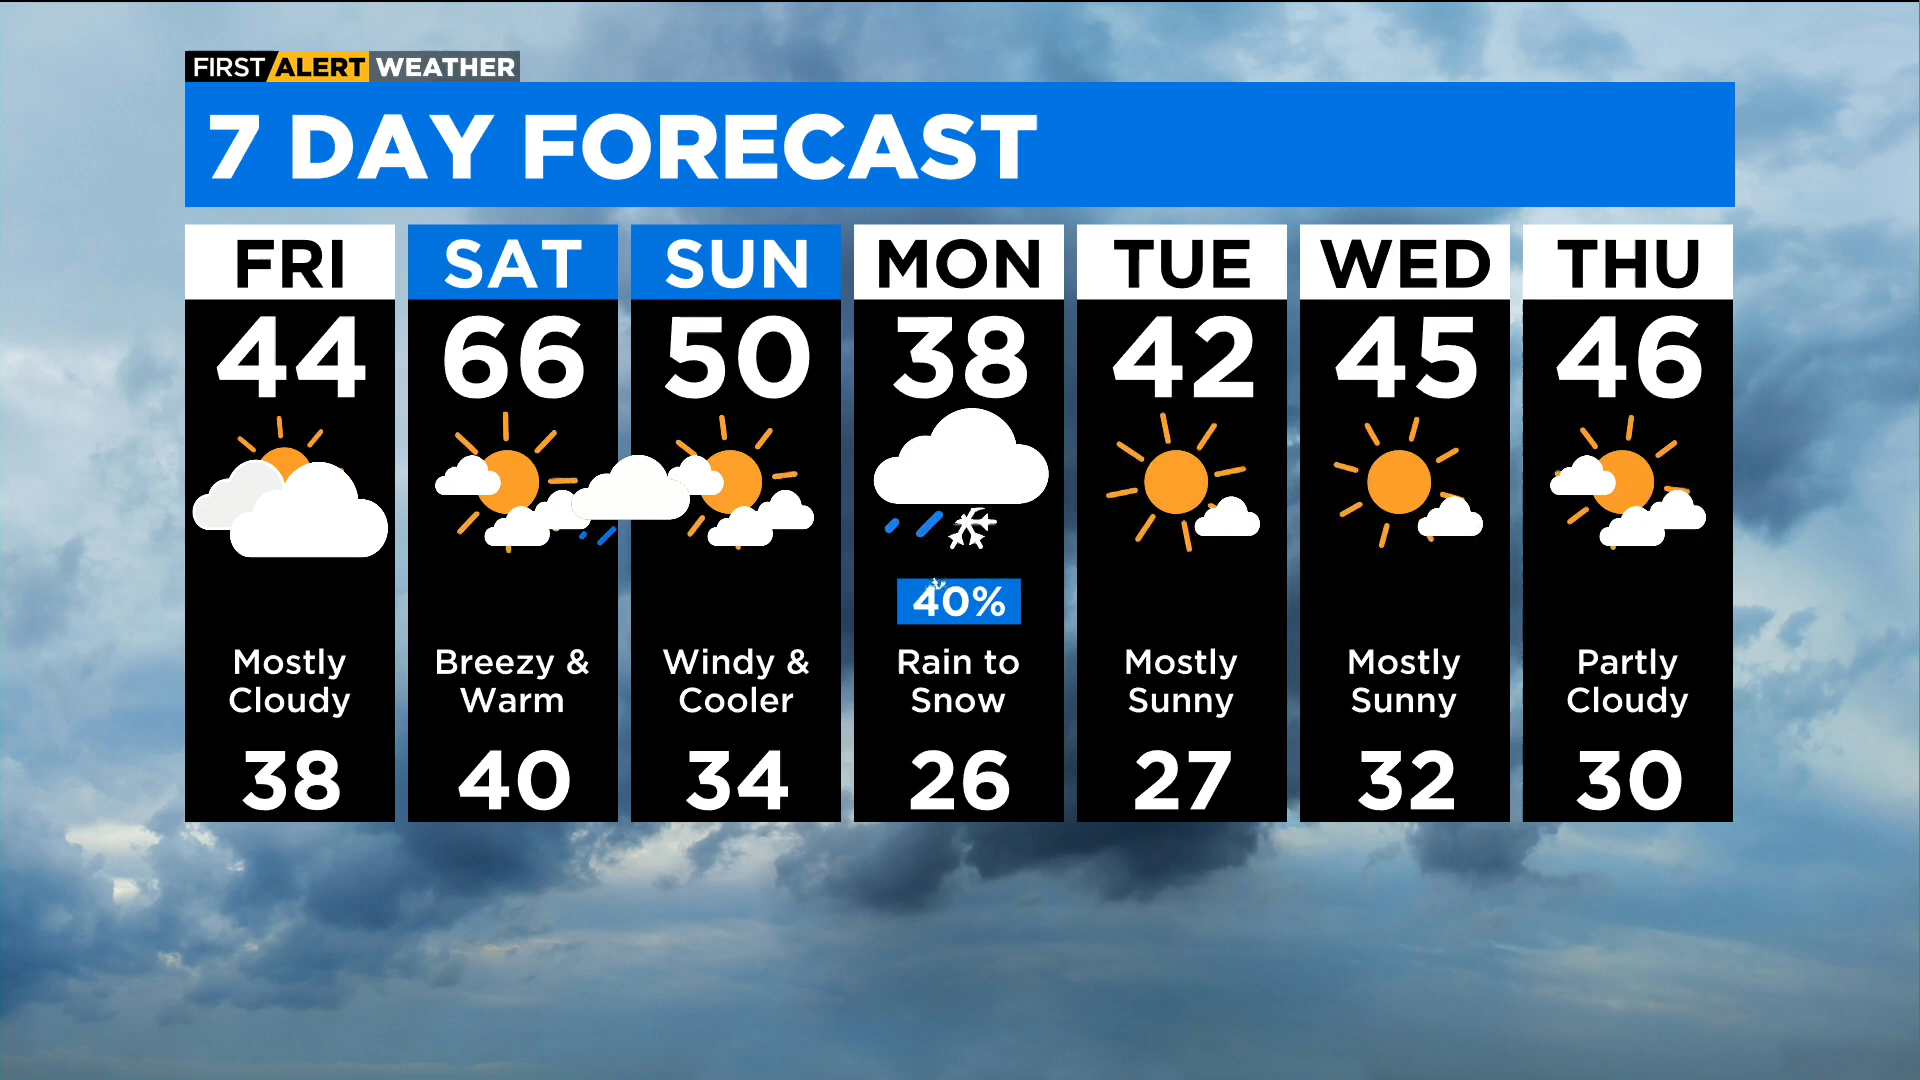 FIRST ALERT WEATHER
7 DAY FORECAST
FRI SAT SUN MON TUE WED THU
44 66 50 38 42 45 46
40%
Mostly Breezy & Windy & Rain to Mostly Mostly Partly
Cloudy Warm Cooler Snow Sunny Sunny Cloudy
38 40 34 26 27 32 30